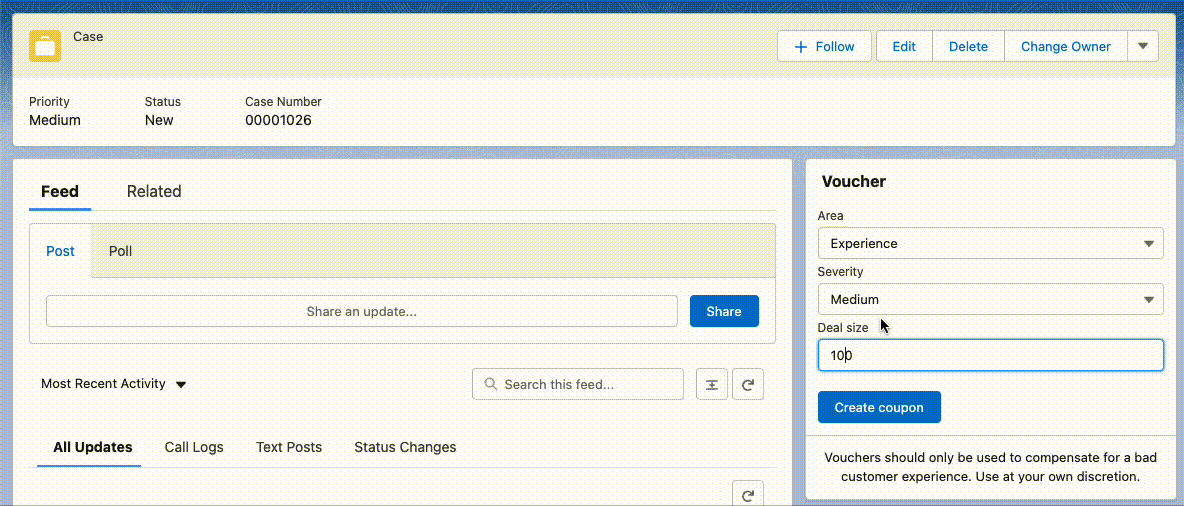 Case
Follow
Edit
Delete
Change Owner
Priority
Status
Case Number
Medium
New
00001026
Feed
Related
Post
Poll
Share an update...
Share
Most Recent Activity
Search this feed...
All Updates
Call Logs
Text Posts
Status Changes
Voucher
Area
Experience
Severity
Medium
Deal size
100
Create coupon
Vouchers should only be used to compensate for a bad
customer experience. Use at your own discretion.